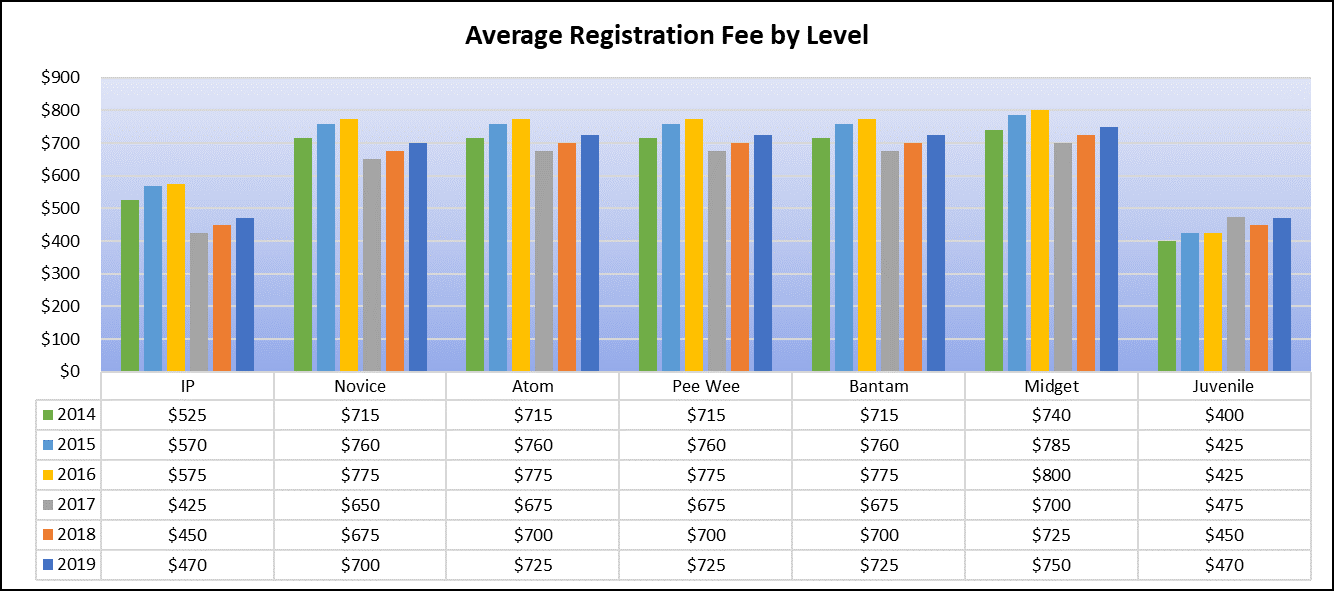 Average Registration Fee by Level
$900
$800
$700
$600
$500
$400
$300
$200
$100
$0
IP Novice Atom Pee Wee Bantam Midget Juvenile
2014 $525 $715 $715 $715 $715 $740 $400
2015 $570 $760 $760 $760 $760 $785 $425
2016 $575 $775 $775 $775 $775 $800 $425
2017 $425 $650 $675 $675 $675 $700 $475
2018 $450 $675 $700 $700 $700 $725 $450
2019 $470 $700 $725 $725 $725 $750 $470